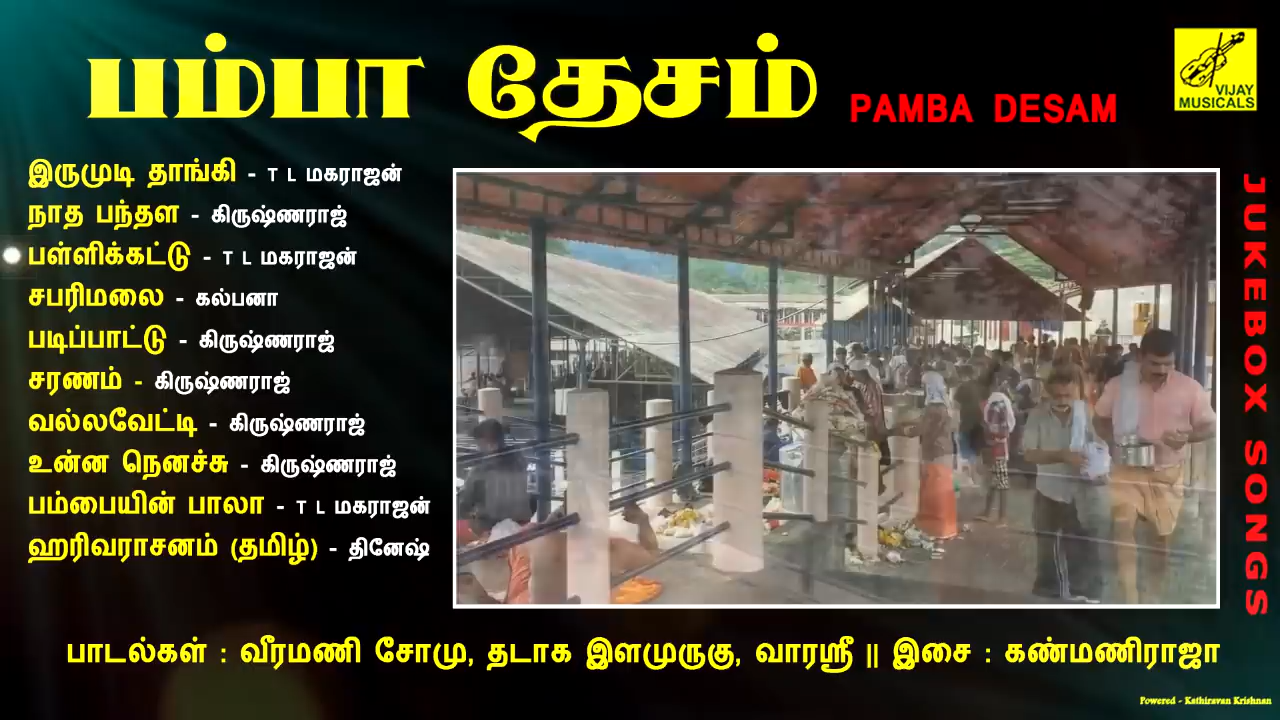 பம்பா தேசம்
PAMBA DESAM
VIJAY
MUSICALS
இருமுடி தாங்கி - T L மகராஜன்
நாத பந்தள - கிருஷ்ணராஜ்
பள்ளிக்கட்டு - T L மகராஜன்
சபரிமலை - கல்பனா
படிப்பாட்டு - கிருஷ்ணராஜ்
சரணம் - கிருஷ்ணராஜ்
வல்லவேட்டி - கிருஷ்ணராஜ்
உன்ன நெனச்சு - கிருஷ்ணராஜ்
பம்பையின் பாலா - T L மகராஜன்
ஹரிவராசனம் (தமிழ்) - தினேஷ்
JUKEBOX SONGS
பாடல்கள் : வீரமணி சோமு, தடாக இளமுருகு, வாரஸ்ரீ || இசை : கண்மணிராஜா
Powered - Kathiravan Krishnan